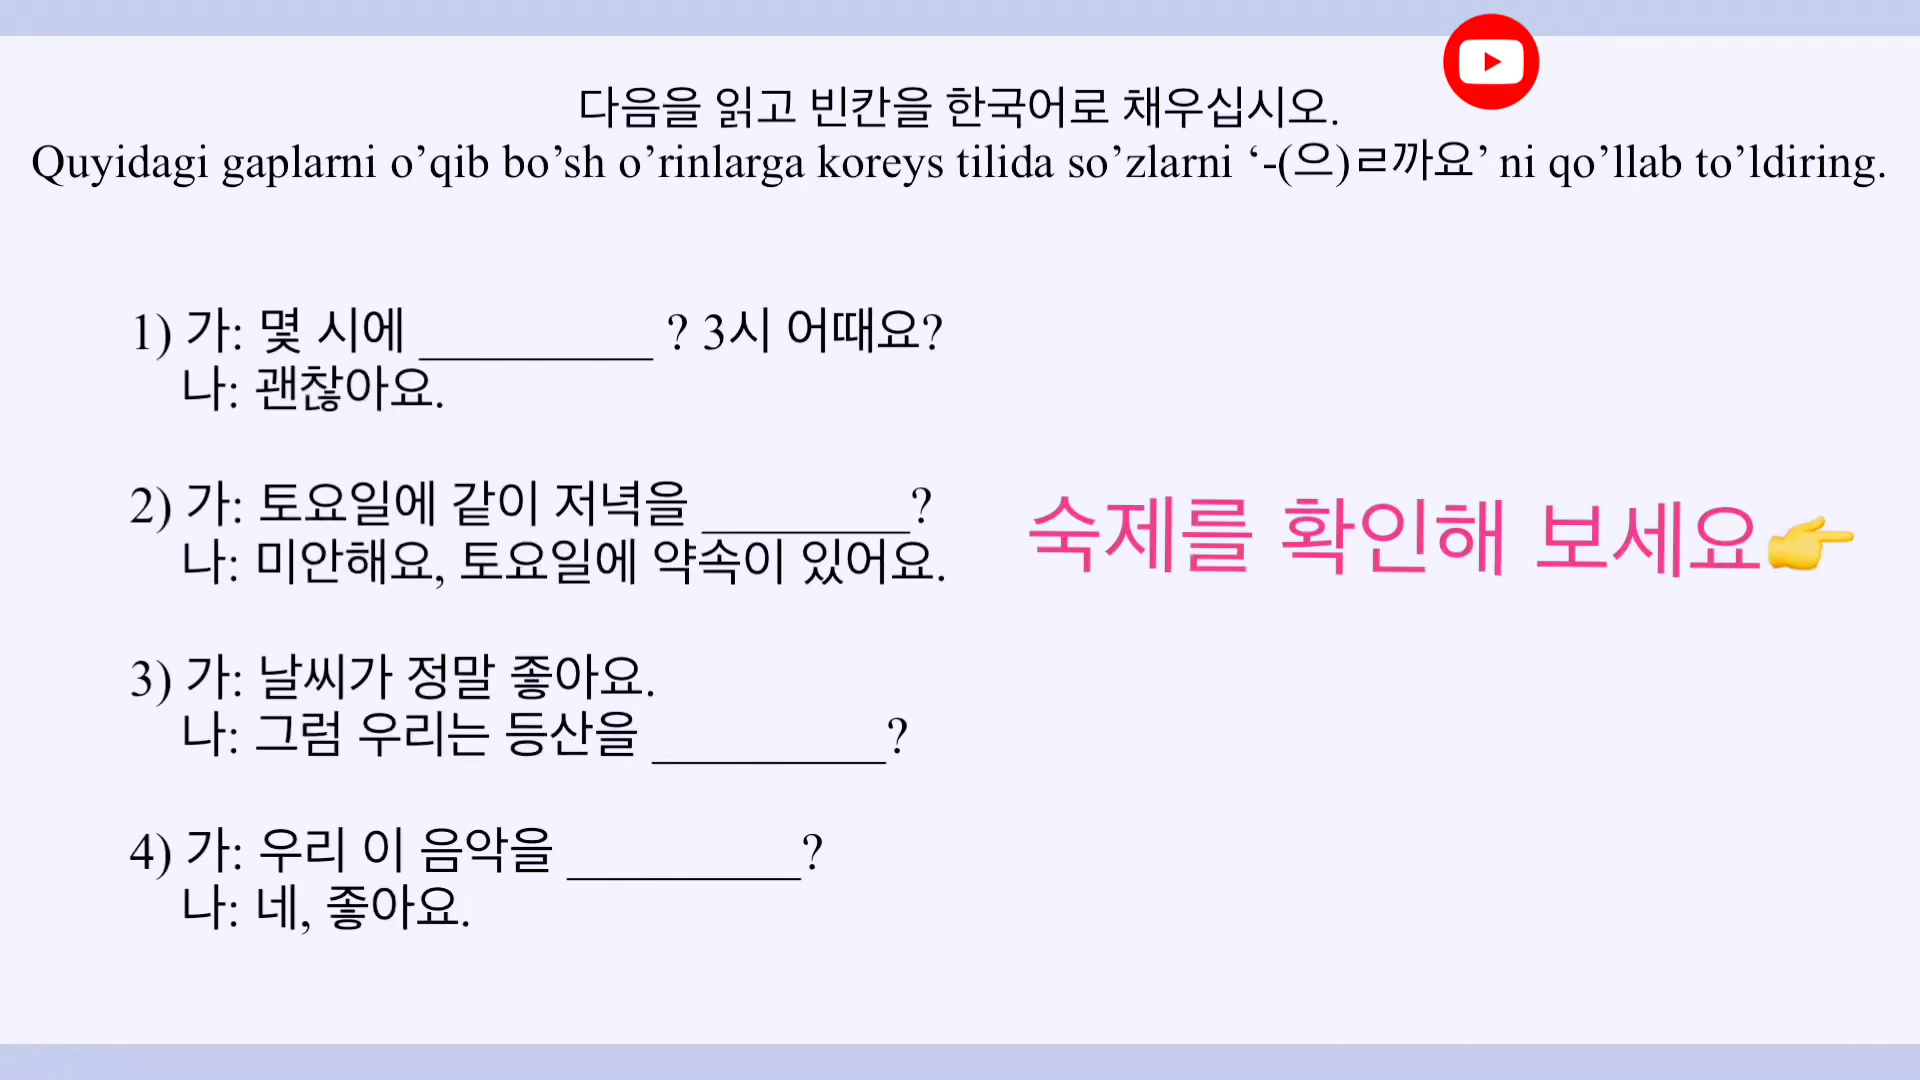 다음을 읽고 빈칸을 한국어로 채우십시오.
Quyidagi gaplarni o’qib bo’sh o’rinlarga koreys tilida so’zlarni ‘-(으)ㄹ까요’ ni qo’llab to’ldiring.
1) 가: 몇 시에 _________ ? 3시 어때요?
나: 괜찮아요.
2) 가: 토요일에 같이 저녁을 ________?
나: 미안해요, 토요일에 약속이 있어요.
숙제를 확인해 보세요👉
3) 가: 날씨가 정말 좋아요.
나: 그럼 우리는 등산을 _________?
4) 가: 우리 이 음악을 _________?
나: 네, 좋아요.